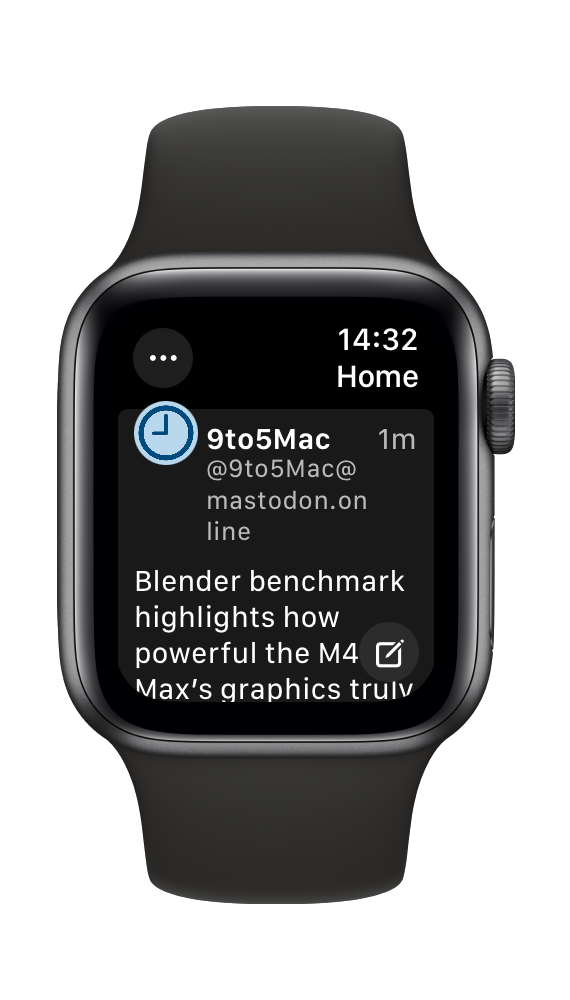 14:32
Home
9to5Mac 1m
@9to5Mac@
mastodon.on
line
Blender benchmark
highlights how
powerful the M4
Max’s graphics truly